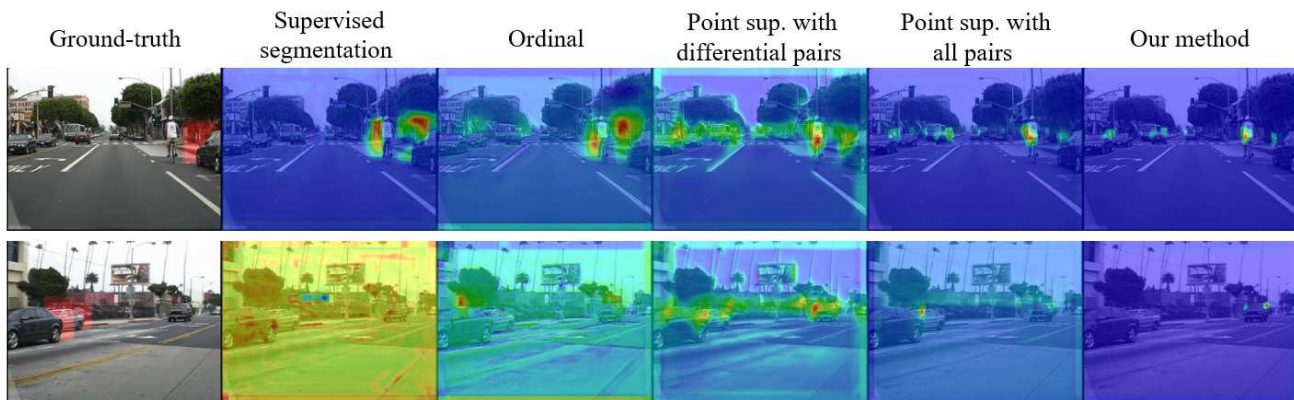 Ground-truth
Supervised
segmentation
Ordinal
Point sup. with
differential pairs
Point sup. with
all pairs
Our method